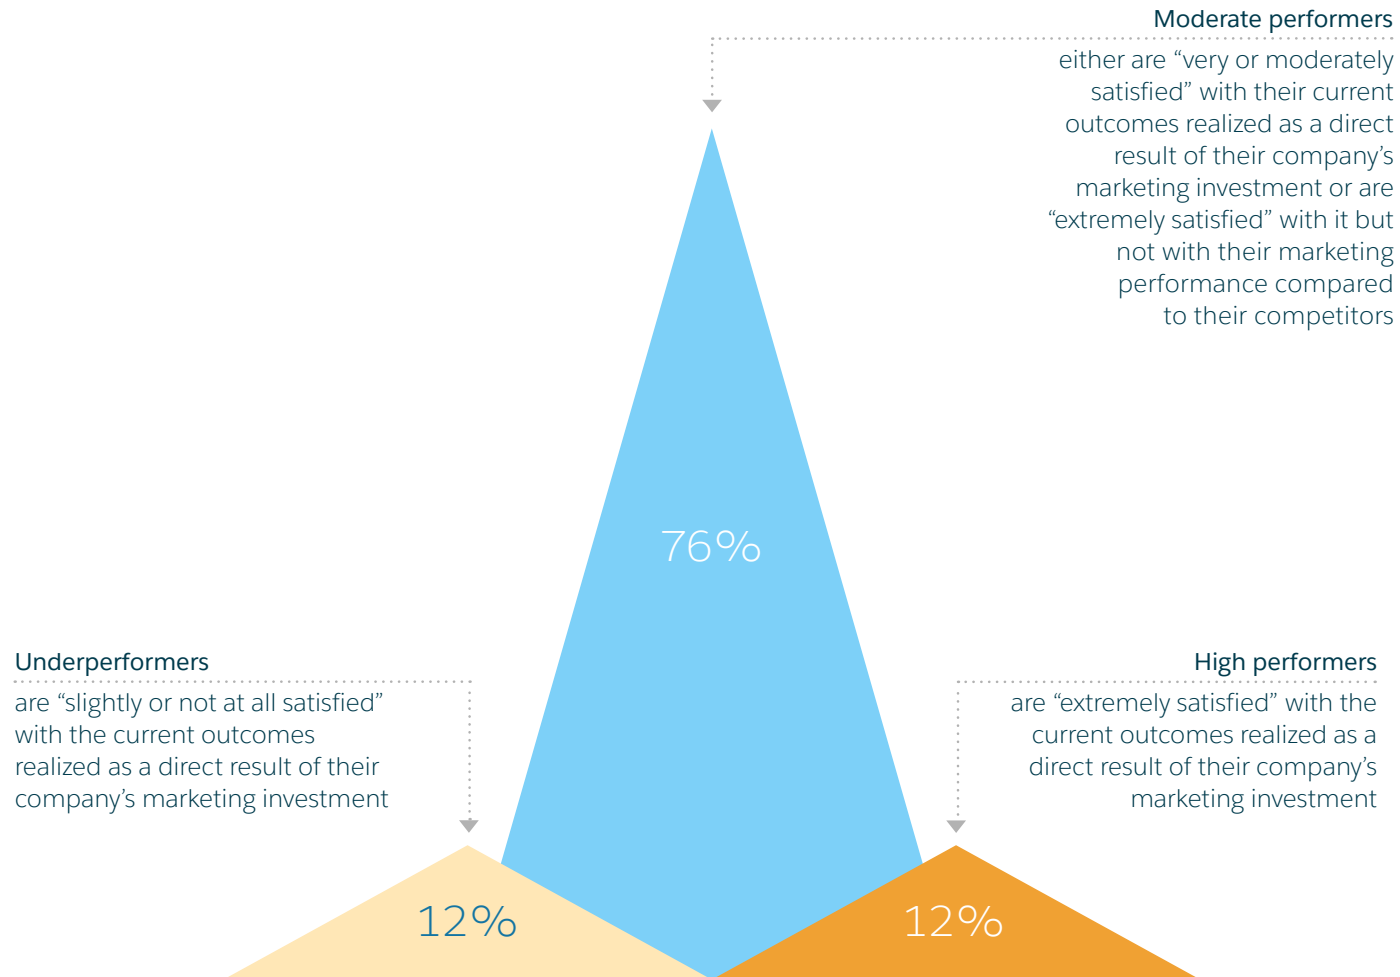 Moderate performers
either are “very or moderately
satisfied” with their current
outcomes realized as a direct
result of their company’s
marketing investment or are
“extremely satisfied” with it but
not with their marketing
performance compared
to their competitors
76%
Underperformers
are “slightly or not at all satisfied”
with the current outcomes
realized as a direct result of their
company’s marketing investment
High performers
are “extremely satisfied” with the
current outcomes realized as a
direct result of their company’s
marketing investment
12%
12%